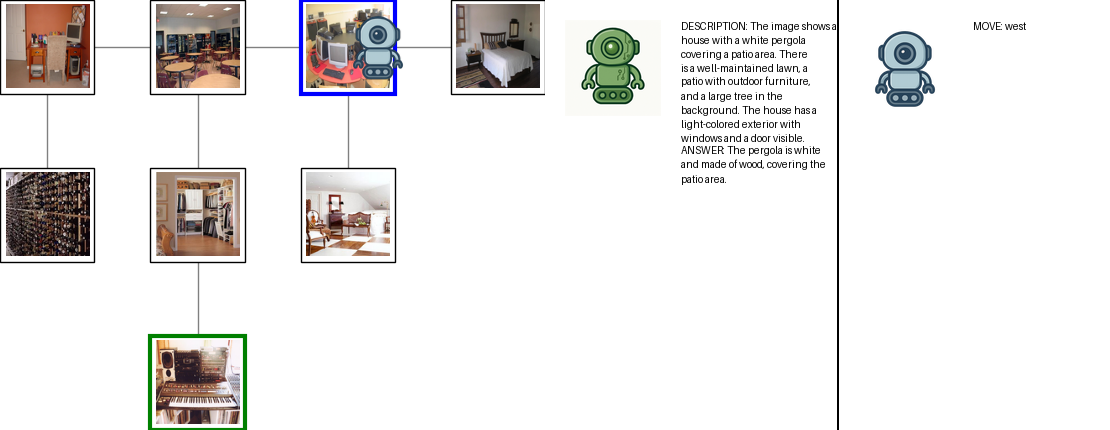 DESCRIPTION: The image shows a
house with a white pergola
covering a patio area. There
is a well-maintained lawn, a
patio with outdoor furniture,
and a large tree in the
background. The house has a
light-colored exterior with
windows and a door visible.
ANSWER: The pergola is white
and made of wood, covering the
patio area.
MOVE: west